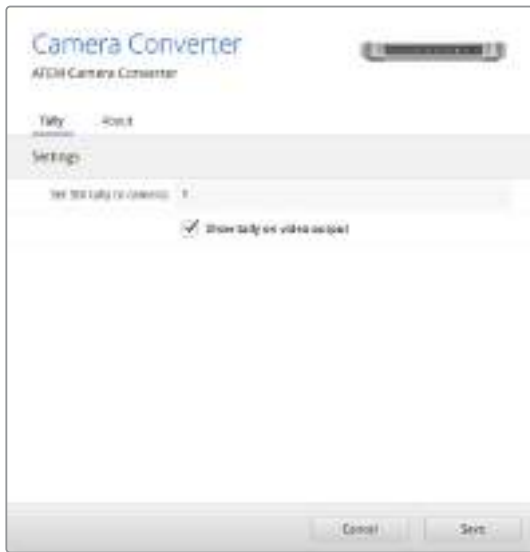 Camera Converter
ATEM Camera Converter
Tally About
Settings
Set SDI tally to camera: 1
Show tally on video output
Cancel Save